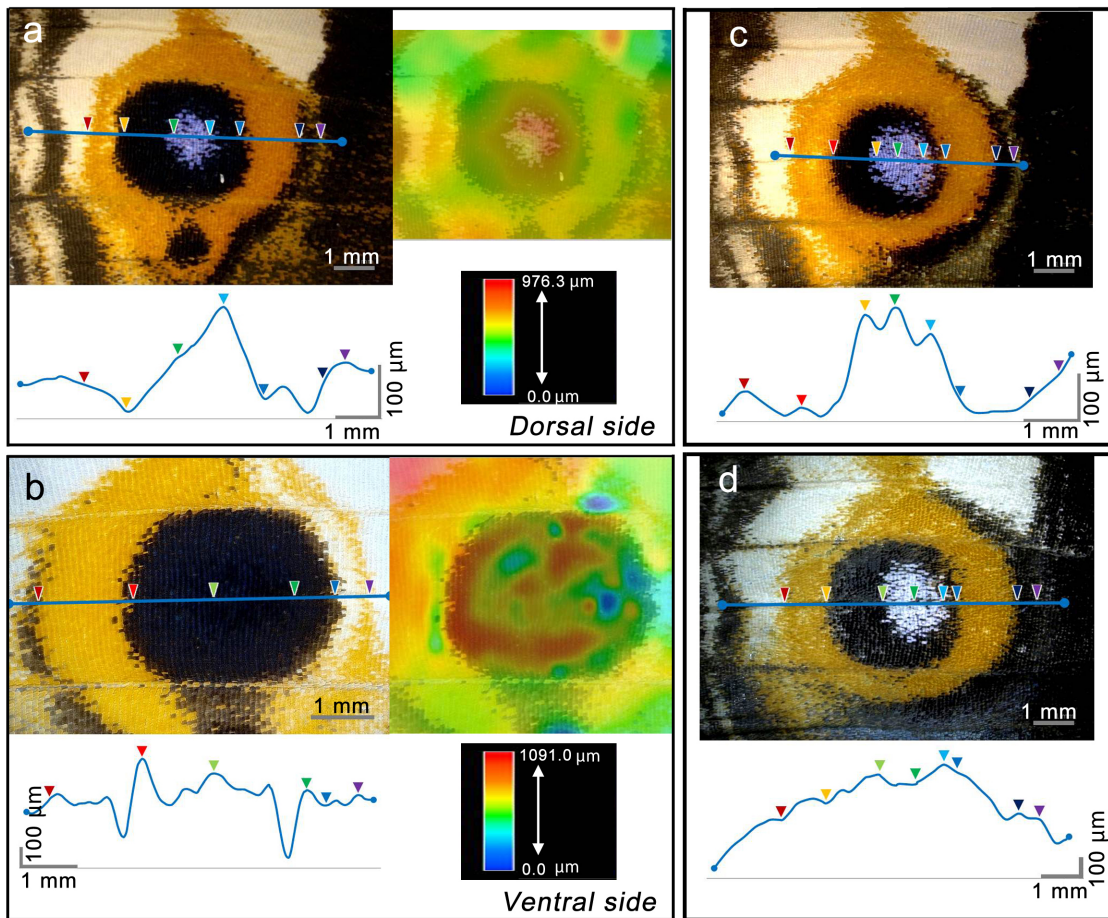 a
1 mm
976.3 µm
0.0 µm
100 µm
1 mm
Dorsal side
b
1 mm
1091.0 µm
0.0 µm
100 µm
1 mm
Ventral side
c
1 mm
100 µm
1 mm
d
1 mm
100 µm
1 mm